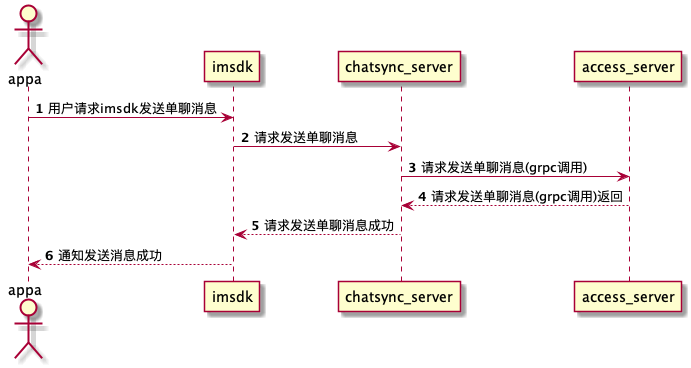 appa
imsdk
chatsync_server
access_server
1 用户请求imsdk发送单聊消息
2 请求发送单聊消息
3 请求发送单聊消息(grpc调用)
4 请求发送单聊消息(grpc调用)返回
5 请求发送单聊消息成功
6 通知发送消息成功
appa
imsdk
chatsync_server
access_server